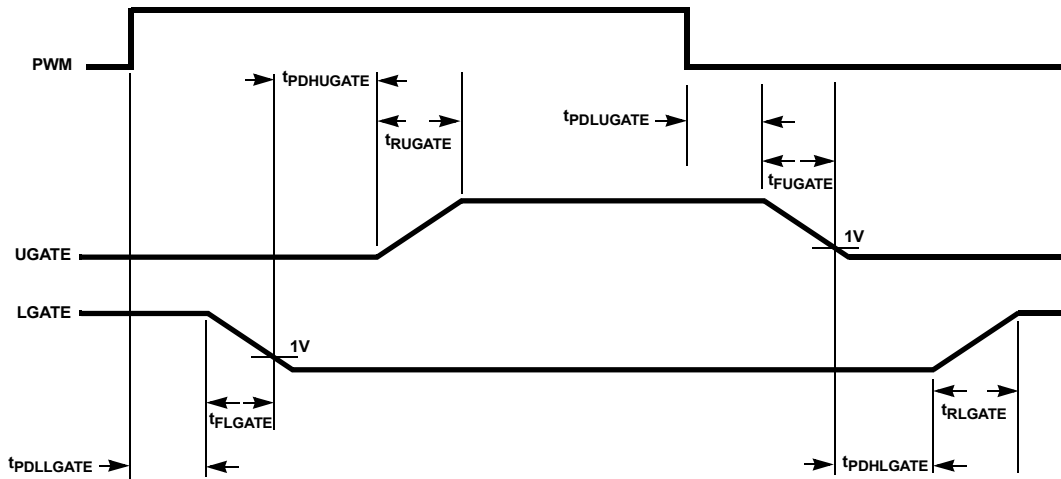 PWM
tPDHUGATE
tRUGATE
tPDLUGATE
tFUGATE
1V
UGATE
LGATE
1V
tFLGATE
tRLGATE
tPDLLGATE
tPDHLGATE